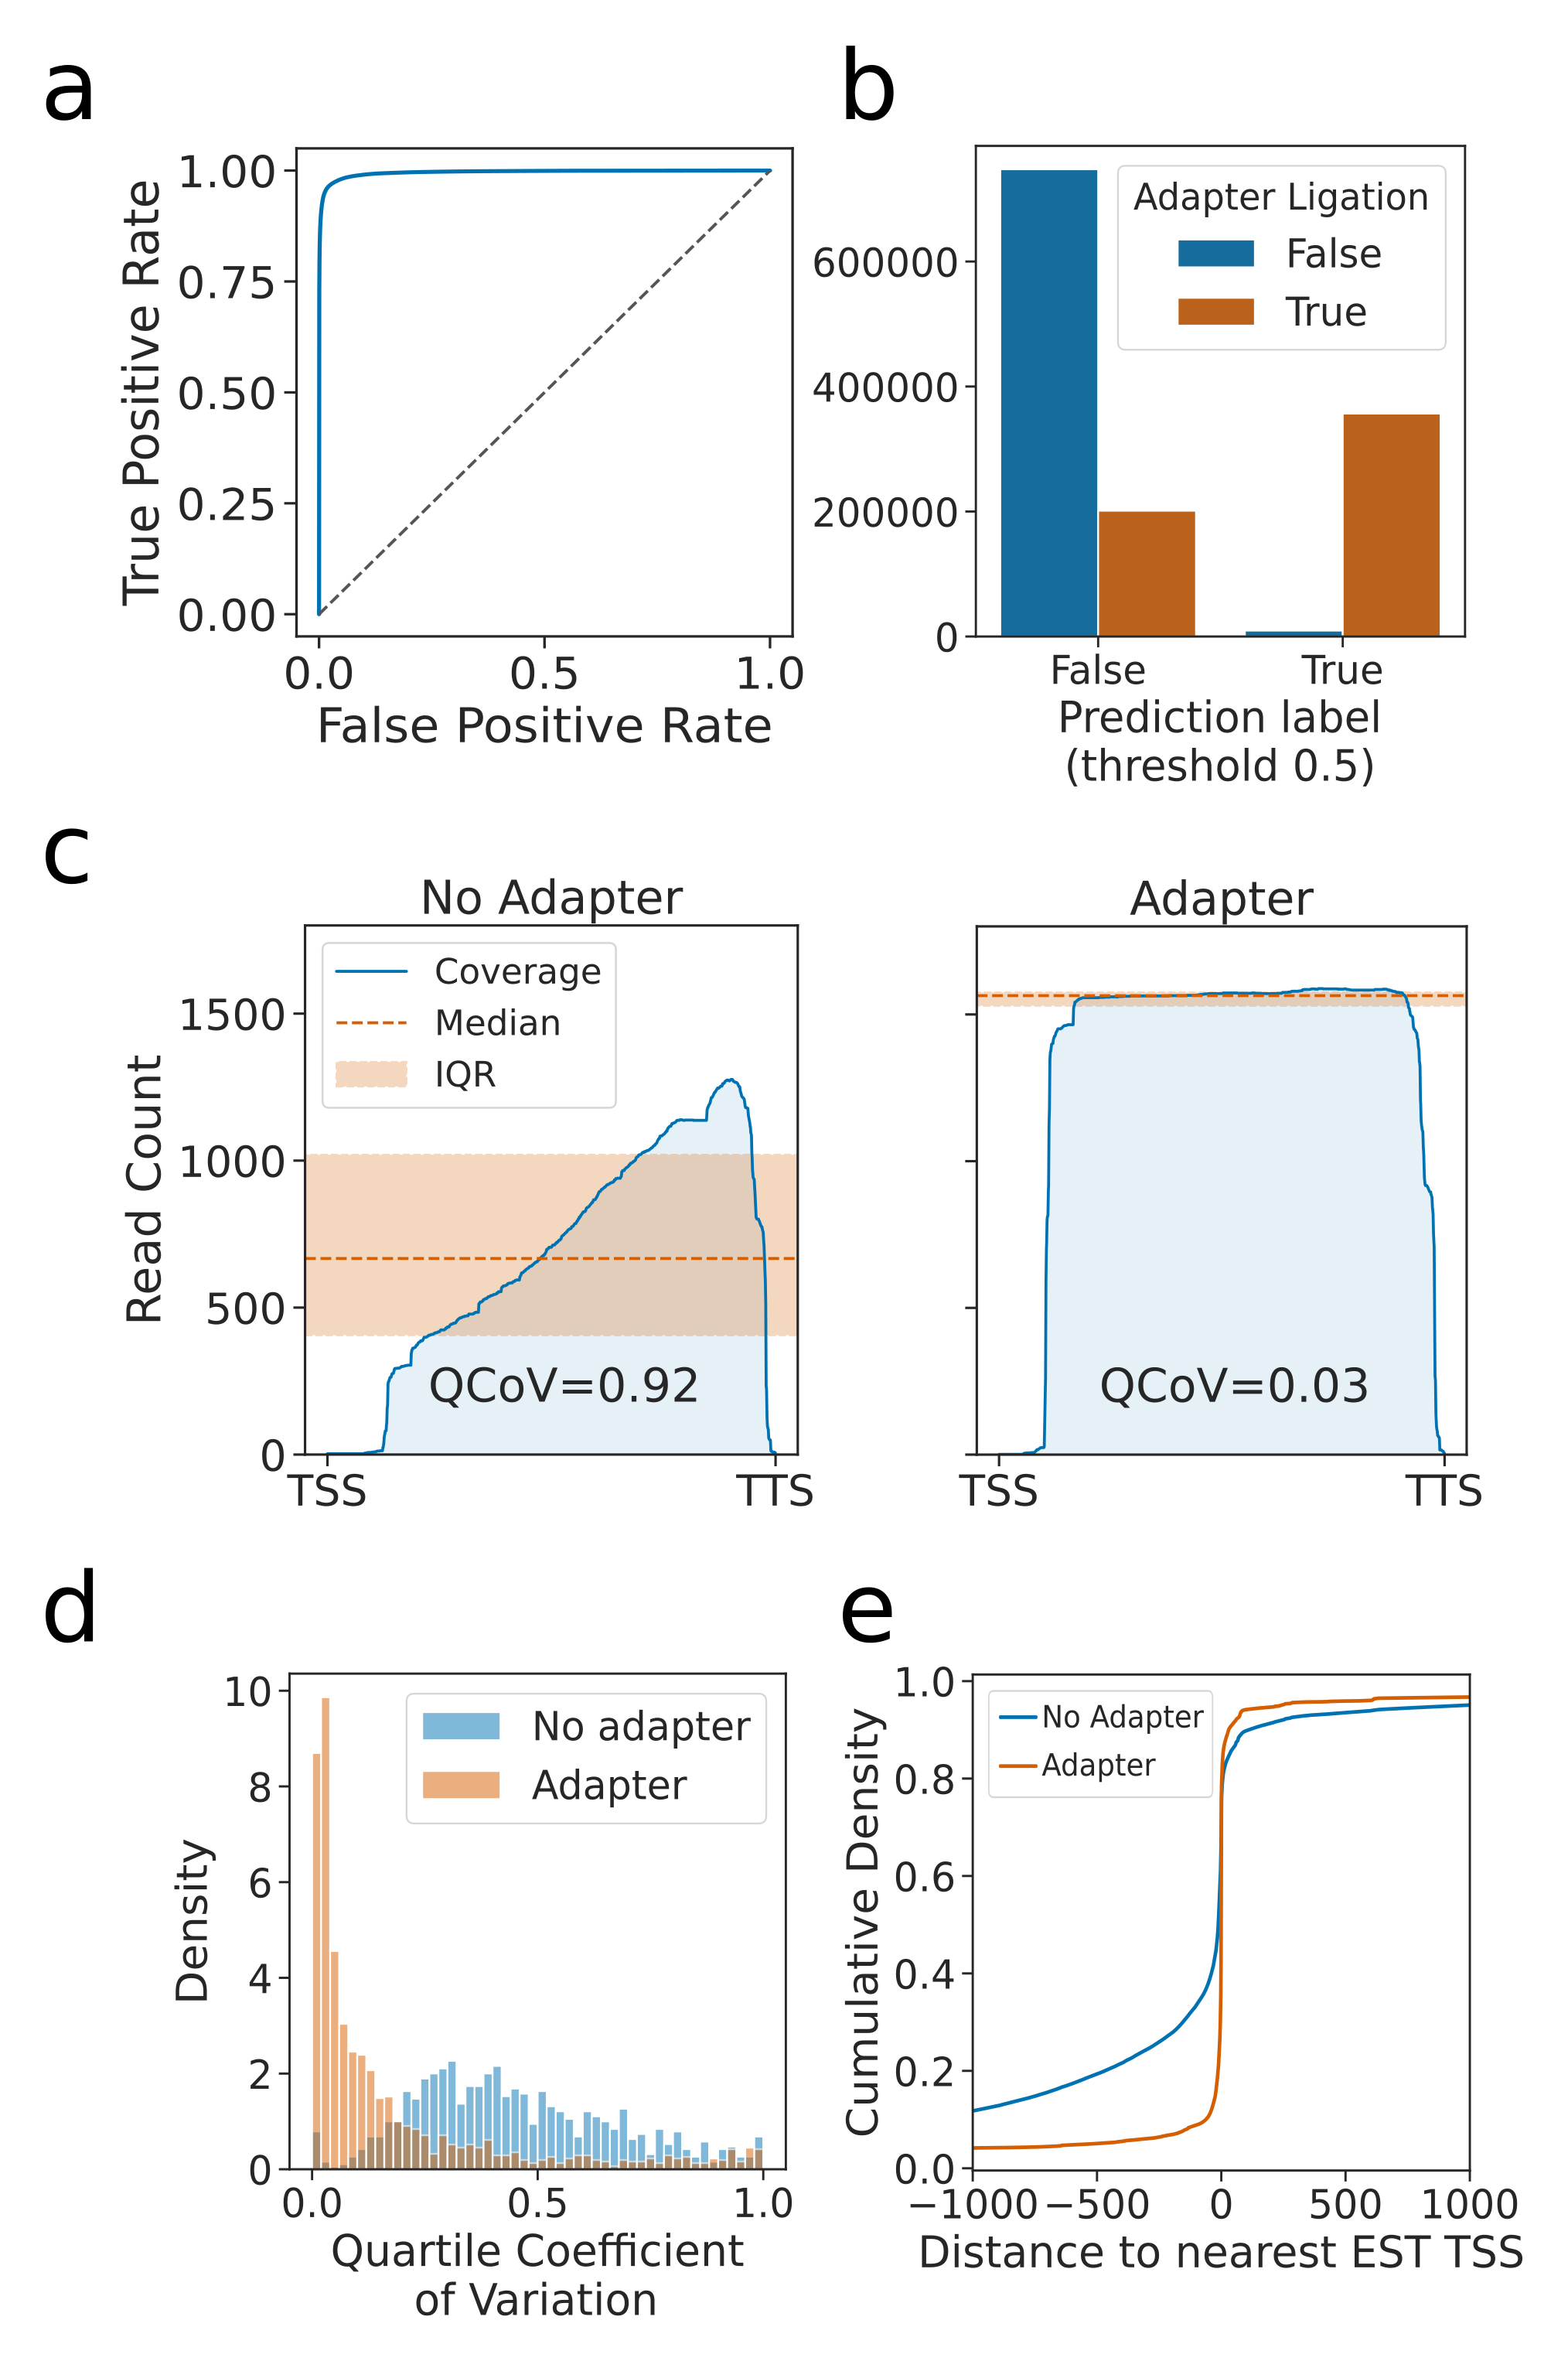 a
1.00
0.75
0.50
0.25
0.00
True Positive Rate
0.0 0.5 1.0
False Positive Rate
b
600000
400000
200000
0
Adapter Ligation
False
True
False True
Prediction label
(threshold 0.5)
c
No Adapter
Coverage
Median
IQR
1500
1000
500
0
Read Count
QCoV=0.92
TSS TTS
Adapter
QCoV=0.03
TSS TTS
d
10
8
6
4
2
0
Density
No adapter
Adapter
0.0 0.5 1.0
Quartile Coefficient
of Variation
e
1.0
0.8
0.6
0.4
0.2
0.0
Cumulative Density
No Adapter
Adapter
−1000 −500 0 500 1000
Distance to nearest EST TSS